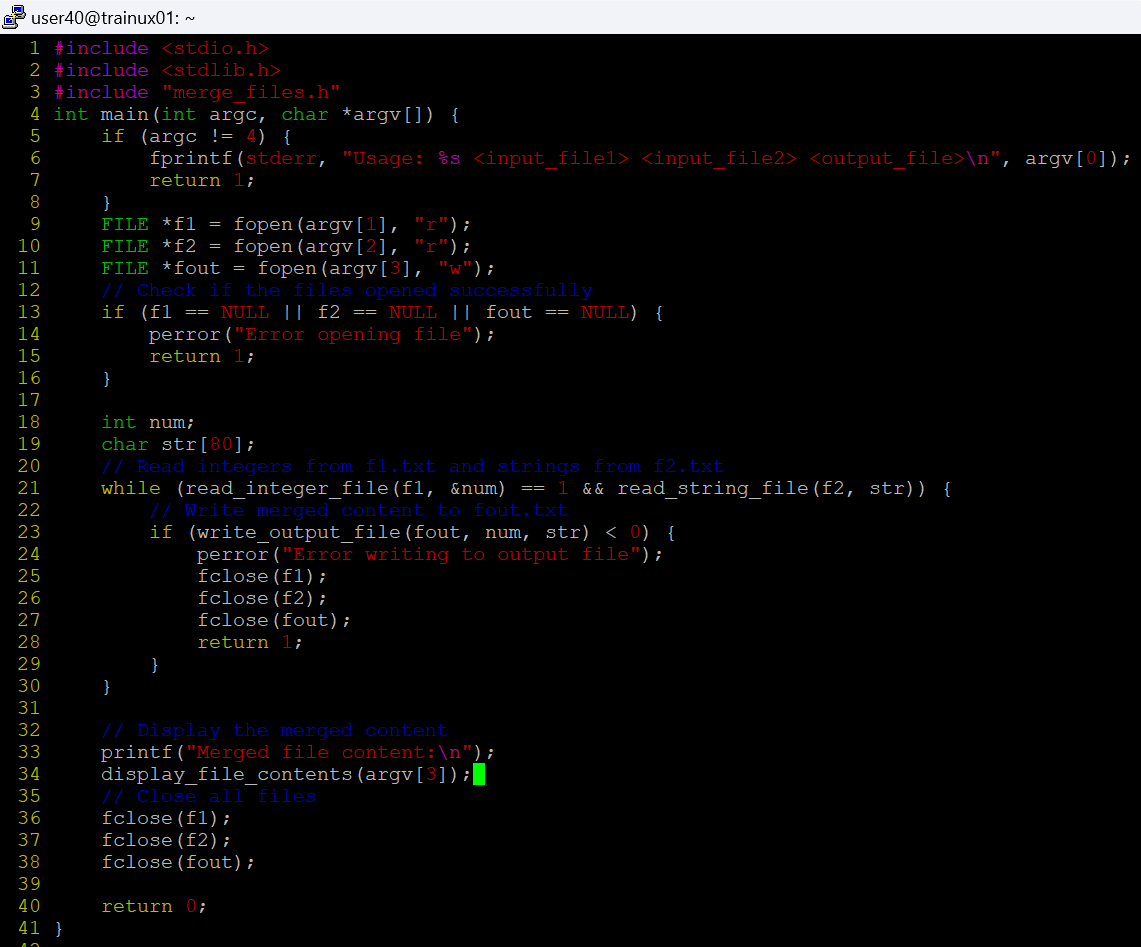 user40@trainux01: ~
1 #include <stdio.h>
2 #include <stdlib.h>
3 #include "merge_files.h"
4 int main(int argc, char *argv[]) {
5     if (argc != 4) {
6         fprintf(stderr, "Usage: %s <input_file1> <input_file2> <output_file>\n", argv[0]);
7         return 1;
8     }
9     FILE *f1 = fopen(argv[1], "r");
10     FILE *f2 = fopen(argv[2], "r");
11     FILE *fout = fopen(argv[3], "w");
12     // Check if the files opened successfully
13     if (f1 == NULL || f2 == NULL || fout == NULL) {
14         perror("Error opening file");
15         return 1;
16     }
17
18     int num;
19     char str[80];
20     // Read integers from f1.txt and strings from f2.txt
21     while (read_integer_file(f1, &num) == 1 && read_string_file(f2, str)) {
22         // Write merged content to fout.txt
23         if (write_output_file(fout, num, str) < 0) {
24             perror("Error writing to output file");
25             fclose(f1);
26             fclose(f2);
27             fclose(fout);
28             return 1;
29         }
30     }
31
32     // Display the merged content
33     printf("Merged file content:\n");
34     display_file_contents(argv[3]);
35     // Close all files
36     fclose(f1);
37     fclose(f2);
38     fclose(fout);
39
40     return 0;
41 }